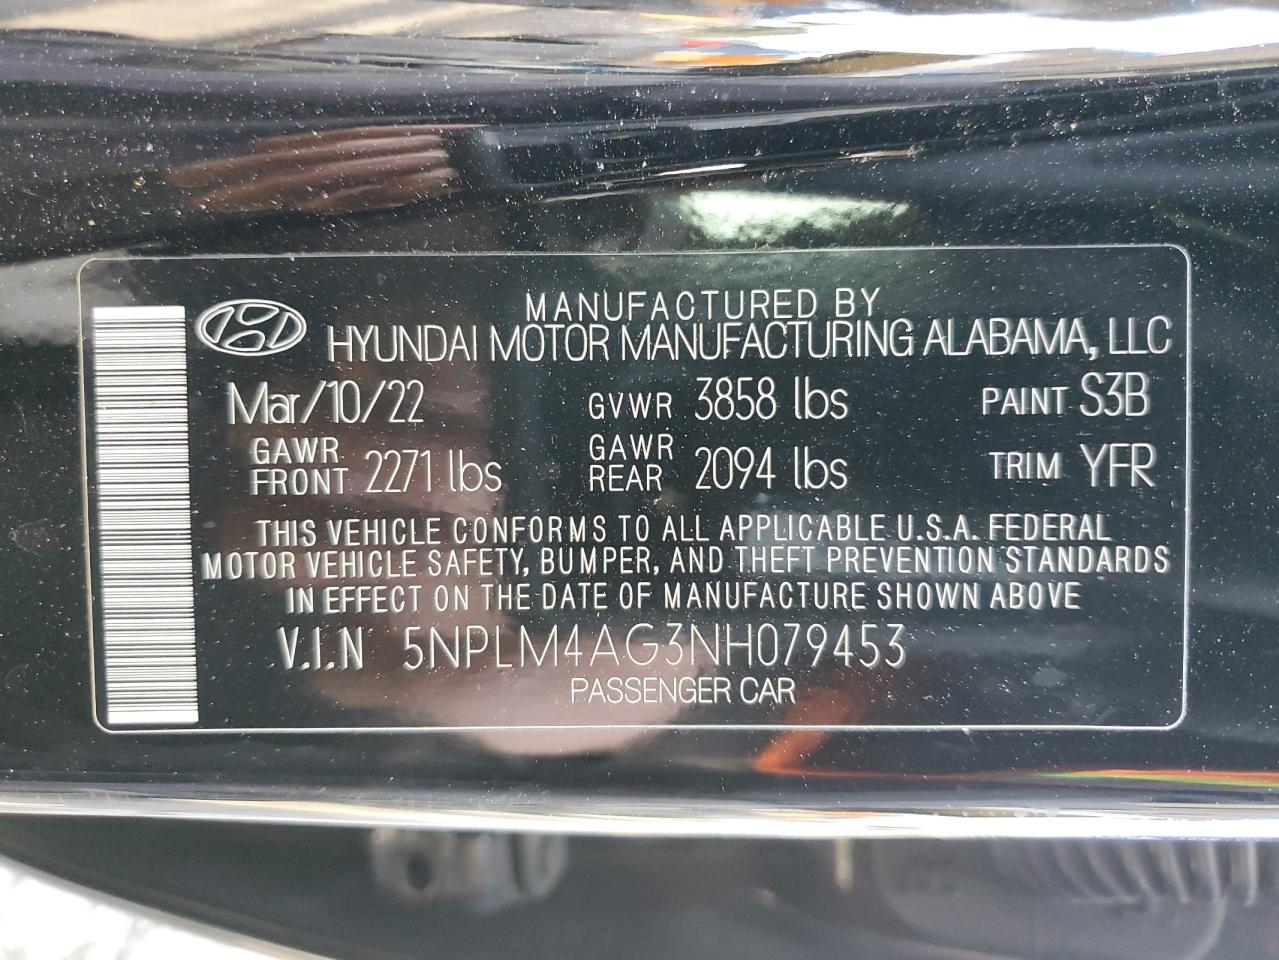 MANUFACTURED BY
HYUNDAI MOTOR MANUFACTURING ALABAMA, LLC
Mar/10/22 GVWR 3858 lbs PAINT S3B
GAWR FRONT 2271 lbs GAWR REAR 2094 lbs TRIM YFR
THIS VEHICLE CONFORMS TO ALL APPLICABLE U.S.A. FEDERAL
MOTOR VEHICLE SAFETY, BUMPER, AND THEFT PREVENTION STANDARDS
IN EFFECT ON THE DATE OF MANUFACTURE SHOWN ABOVE
V.I.N 5NPLM4AG3NH079453
PASSENGER CAR